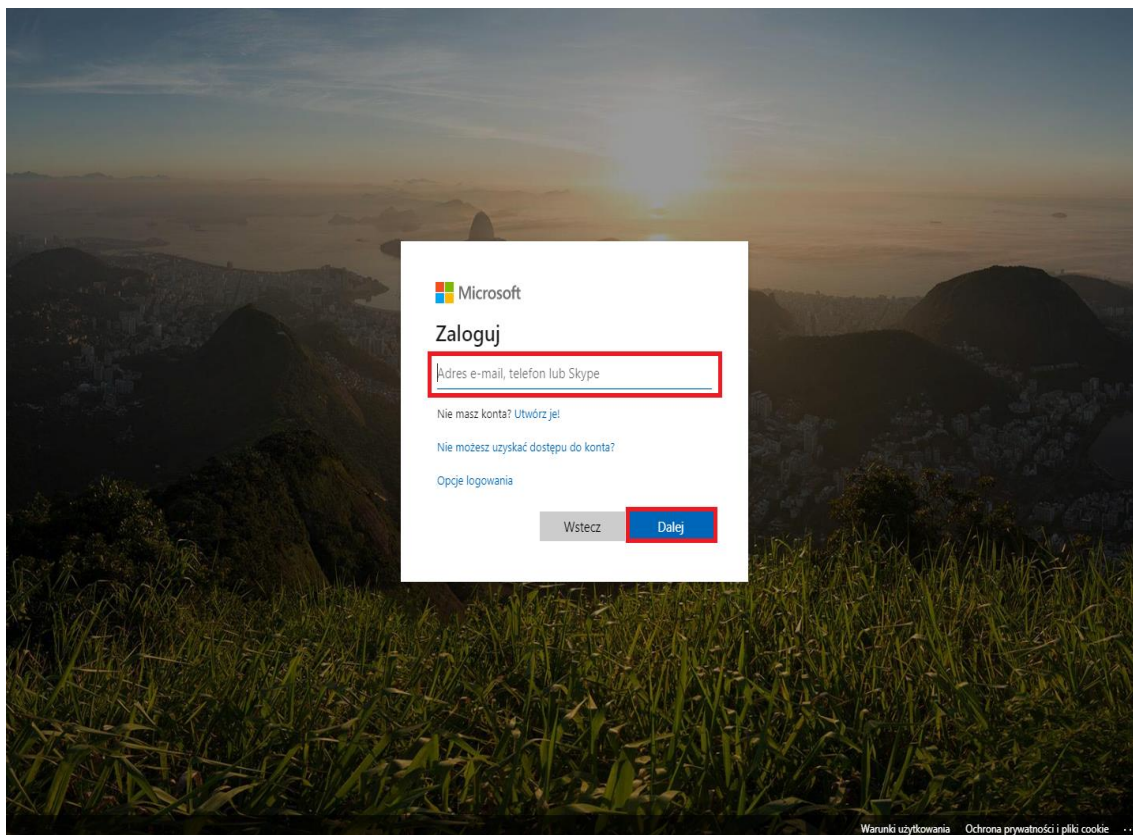 Microsoft
Zaloguj
Adres e-mail, telefon lub Skype
Nie masz konta? Utwórz je!
Nie możesz uzyskać dostępu do konta?
Opcje logowania
Wstecz Dalej
Warunki użytkowania Ochrona prywatności i pliki cookie ...